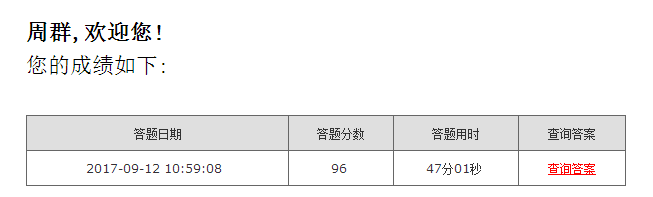 周群,欢迎您!
您的成绩如下:
答题日期 答题分数 答题用时 查询答案
2017-09-12 10:59:08 96 47分01秒 查询答案